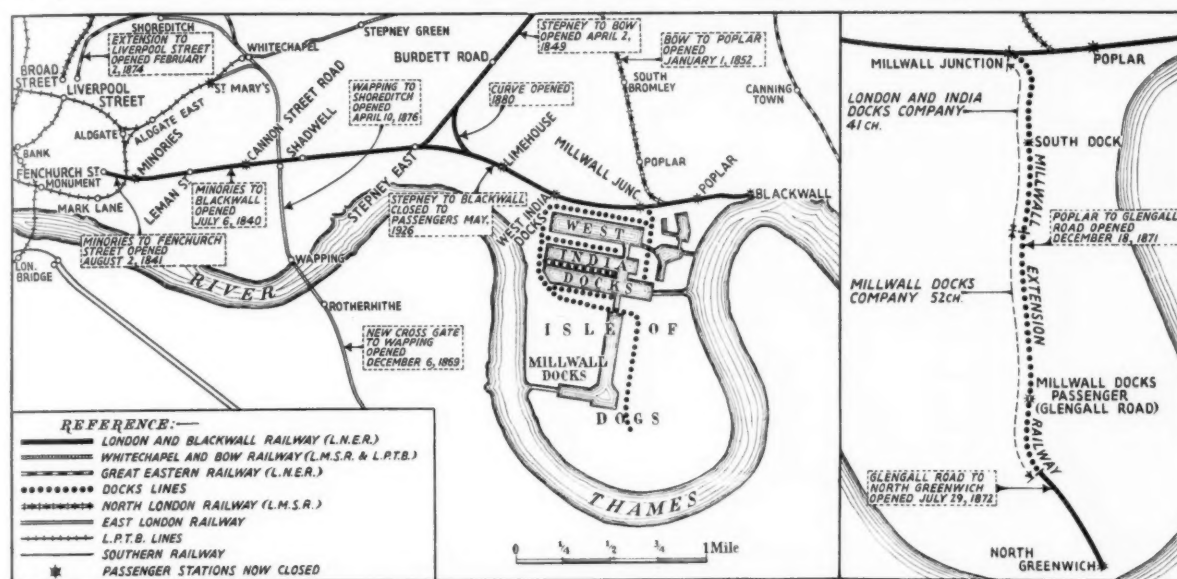 SHOREDITCH
EXTENSION TO
LIVERPOOL STREET
OPENED FEBRUARY
2, 1874
BROAD
STREET
LIVERPOOL
STREET
WHITECHAPEL
STEPNEY GREEN
ST MARY'S
ALDGATE
ALDGATE EAST
BANK
FENCHURCH ST.
MONUMENT
MARK LANE
MINORIES
LEMAN ST.
CANNON STREET ROAD
SHADWELL
WAPPING TO
SHOREDITCH
OPENED
APRIL 10, 1876
BURDETT ROAD
STEPNEY TO BOW
OPENED APRIL 2,
1849
CURVE OPENED
1880
BOW TO POPLAR
OPENED
JANUARY 1, 1852
SOUTH
BROMLEY
CANNING
TOWN
POPLAR
LIMEHOUSE
MILLWALL JUNC.
POPLAR
BLACKWALL
STEPNEY EAST
WEST INDIA
DOCKS
MINORIES TO
BLACKWALL
OPENED
JULY 6, 1840
STEPNEY TO BLACKWALL
CLOSED TO
PASSENGERS MAY.
1926
MINORIES TO FENCHURCH
STREET OPENED
AUGUST 2, 1841
LON.
BRIDGE
RIVER
WAPPING
ROTHERHITHE
NEW CROSS GATE
TO WAPPING
OPENED
DECEMBER 6, 1869
WEST
INDIA
DOCKS
ISLE OF
MILLWALL
DOCKS
DOGS
THAMES
0 1/4 1/2 3/4 1 Mile
REFERENCE:—
LONDON AND BLACKWALL RAILWAY (L.N.E.R.)
WHITECHAPEL AND BOW RAILWAY (L.M.S.R. & L.P.T.B.)
GREAT EASTERN RAILWAY (L.N.E.R.)
DOCKS LINES
NORTH LONDON RAILWAY (L.M.S.R.)
EAST LONDON RAILWAY
L.P.T.B. LINES
SOUTHERN RAILWAY
PASSENGER STATIONS NOW CLOSED
MILLWALL JUNCTION
POPLAR
LONDON AND INDIA
DOCKS COMPANY
41 CH.
SOUTH DOCK
MILLWALL
EXTENSION
RAILWAY
POPLAR TO GLENGALL
ROAD OPENED
DECEMBER 18, 1871
MILLWALL DOCKS
COMPANY 52 CH.
MILLWALL DOCKS
PASSENGER
(GLENGALL ROAD)
GLENGALL ROAD TO
NORTH GREENWICH
OPENED JULY 29, 1872
NORTH
GREENWICH